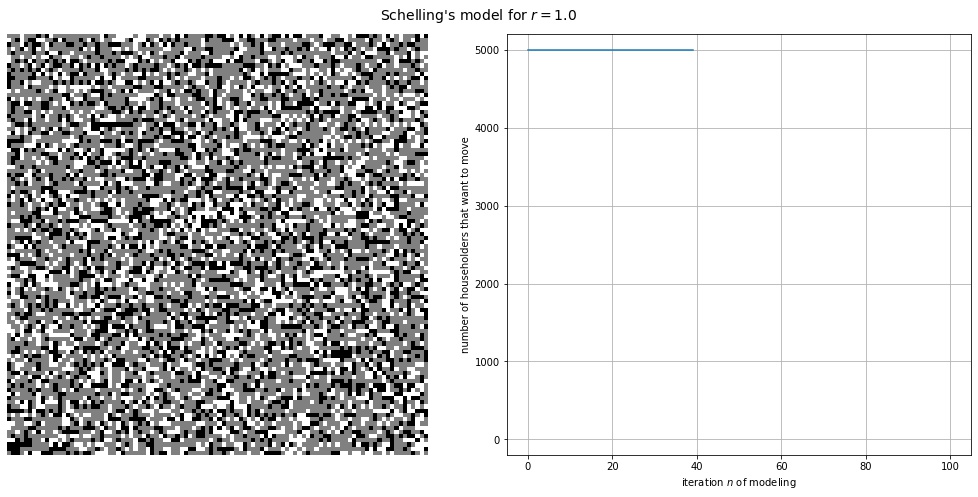 Schelling's model for r = 1.0
5000
4000
3000
2000
1000
0
number of householders that want to move
0 20 40 60 80 100
iteration n of modeling